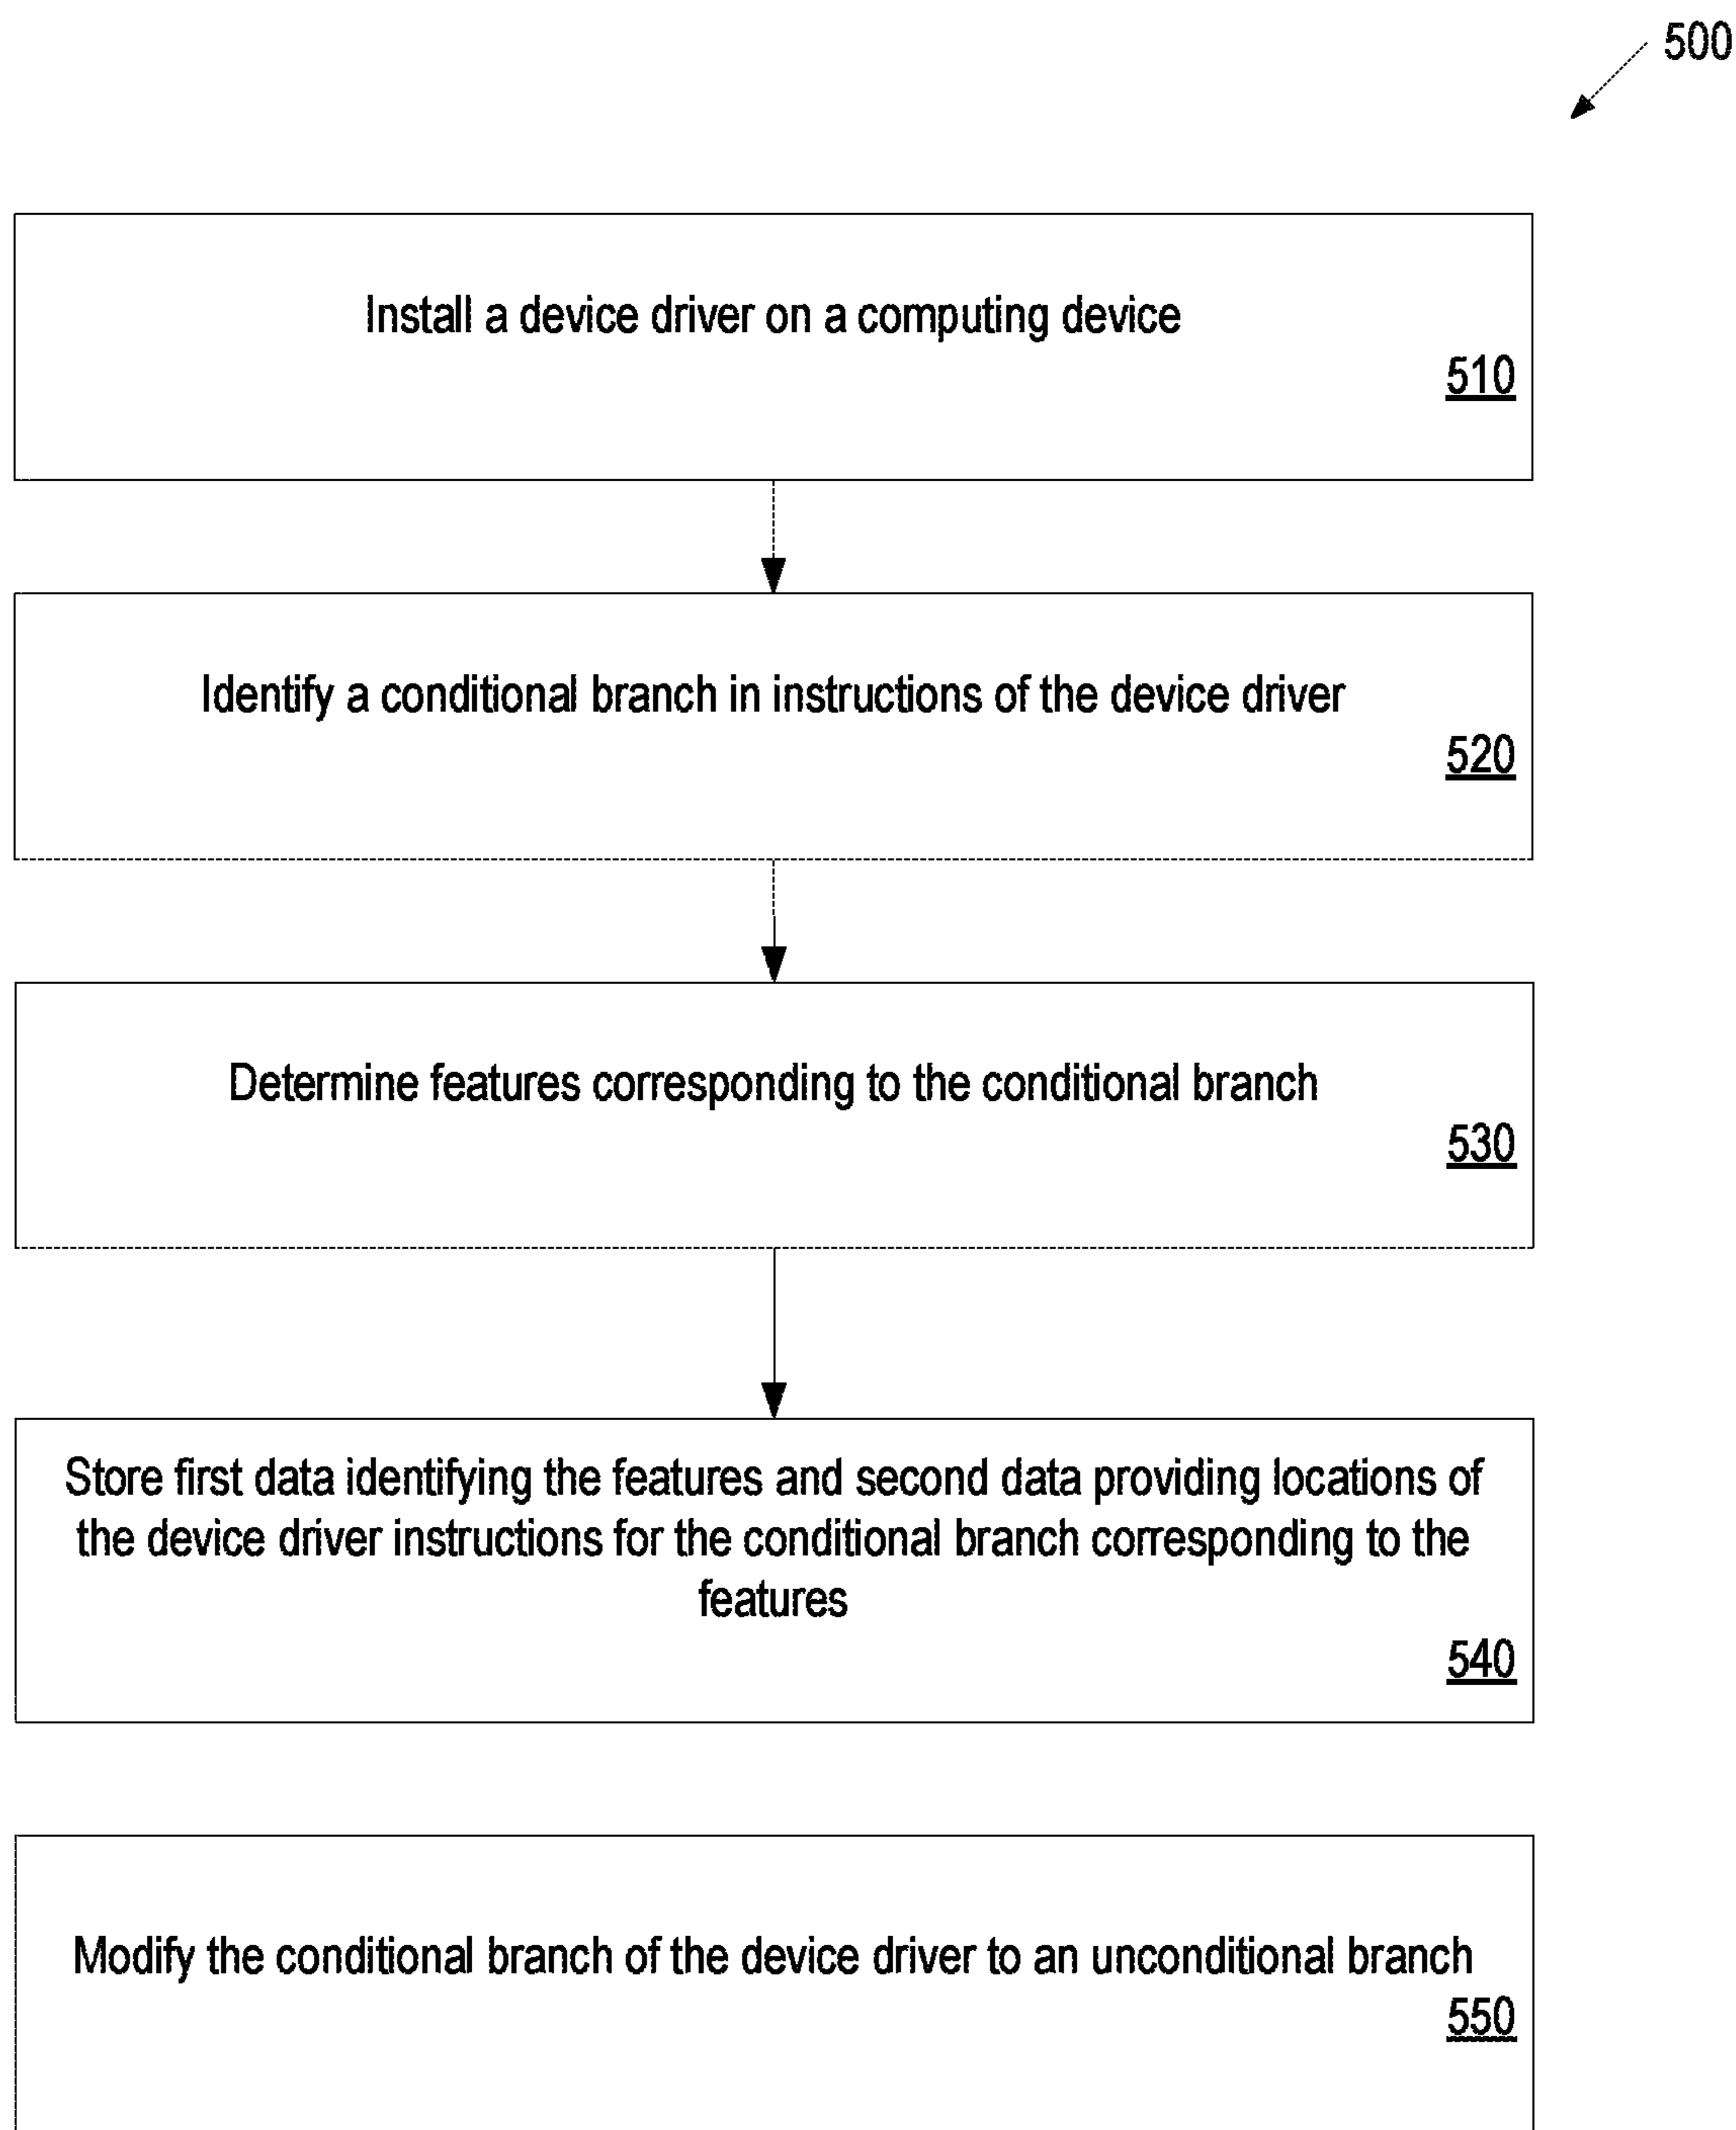 500
Install a device driver on a computing device
510
Identify a conditional branch in instructions of the device driver
520
Determine features corresponding to the conditional branch
530
Store first data identifying the features and second data providing locations of
the device driver instructions for the conditional branch corresponding to the
features
540
Modify the conditional branch of the device driver to an unconditional branch
550